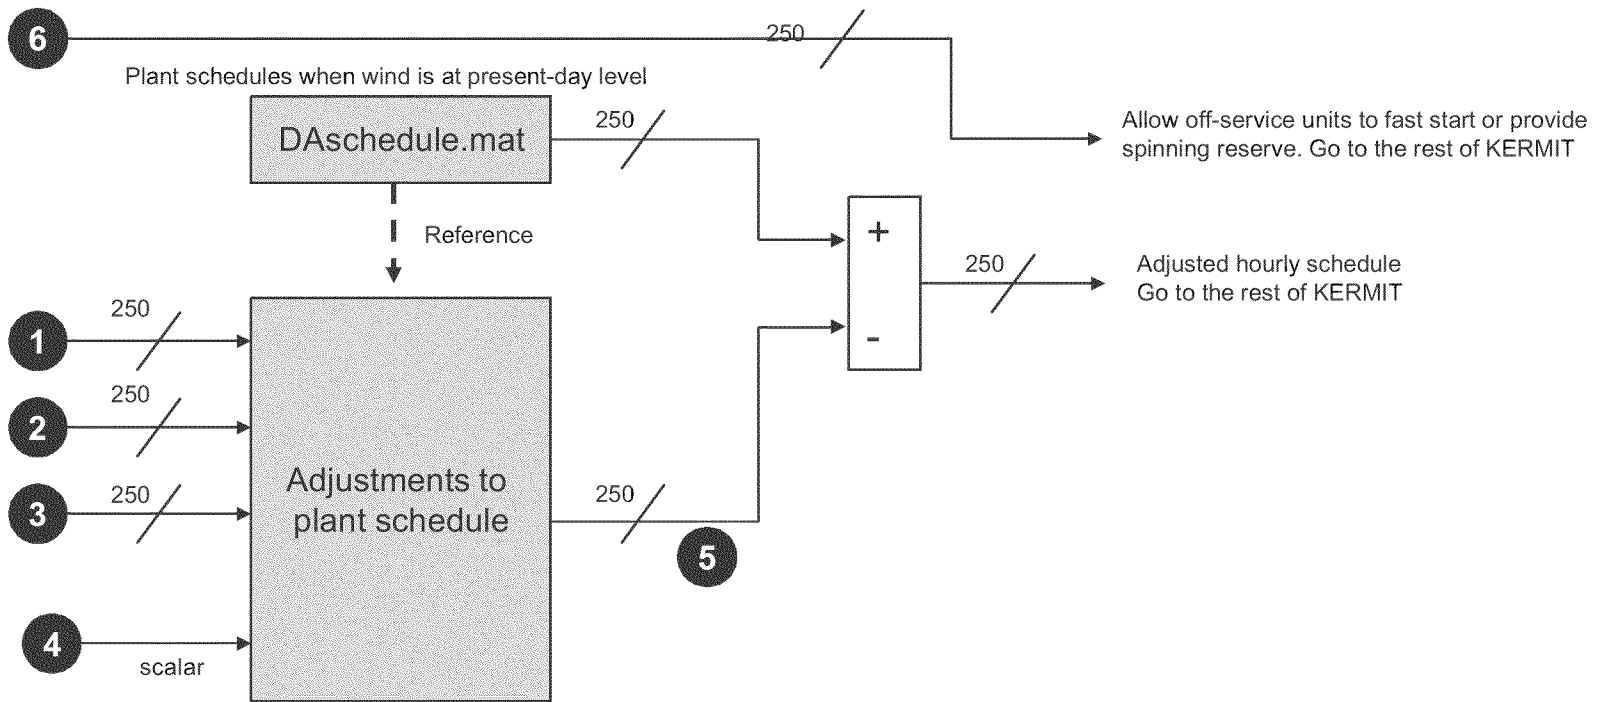 6
250
Plant schedules when wind is at present-day level
DAschedule.mat
250
Allow off-service units to fast start or provide
spinning reserve. Go to the rest of KERMIT
Reference
+
-
250
Adjusted hourly schedule
Go to the rest of KERMIT
1
250
2
250
3
250
Adjustments to
plant schedule
250
5
4
scalar